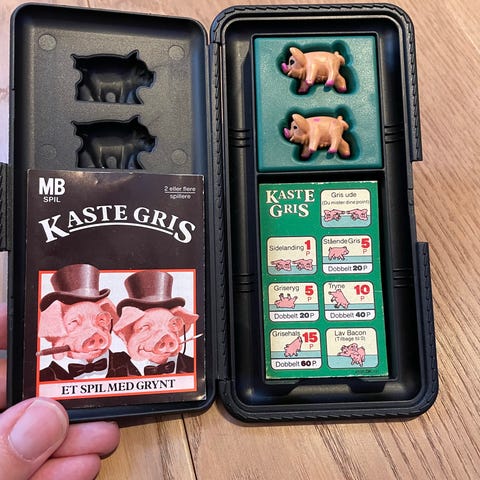 MB
SPIL
2 eller flere
spillere
KASTE GRIS
ET SPIL MED GRYNT
KASTE
GRIS
Gris ude
(Du mister dine point)
Sidelanding 1
P
Stående Gris 5
P
Dobbelt 20 P
Griseryg 5
P
Dobbelt 20 P
Tryne 10
P
Dobbelt 40 P
Grisehals 15
P
Dobbelt 60 P
Lav Bacon
(Tilbage til 0)